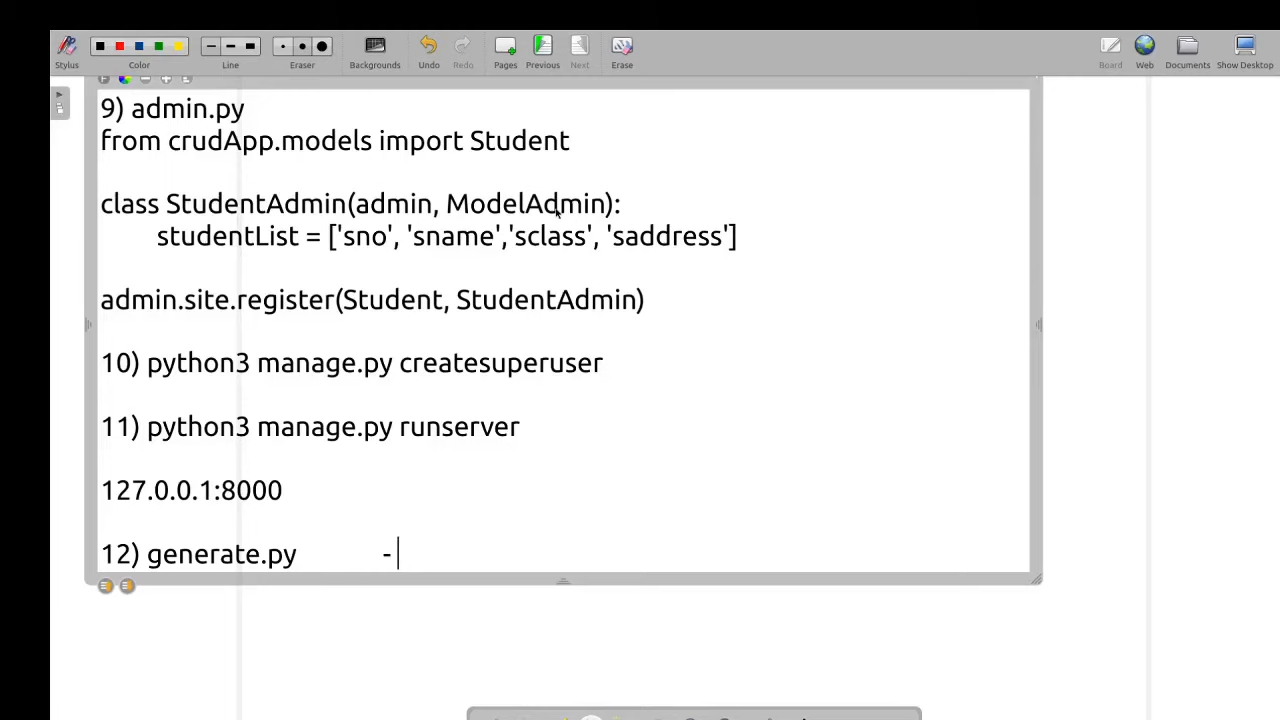 Stylus
Color
Line
Eraser
Backgrounds
Undo
Redo
Pages
Previous
Next
Erase
Board
Web
Documents
Show Desktop
9) admin.py
from crudApp.models import Student
class StudentAdmin(admin, ModelAdmin):
studentList = ['sno', 'sname','sclass', 'saddress']
admin.site.register(Student, StudentAdmin)
10) python3 manage.py createsuperuser
11) python3 manage.py runserver
127.0.0.1:8000
12) generate.py -